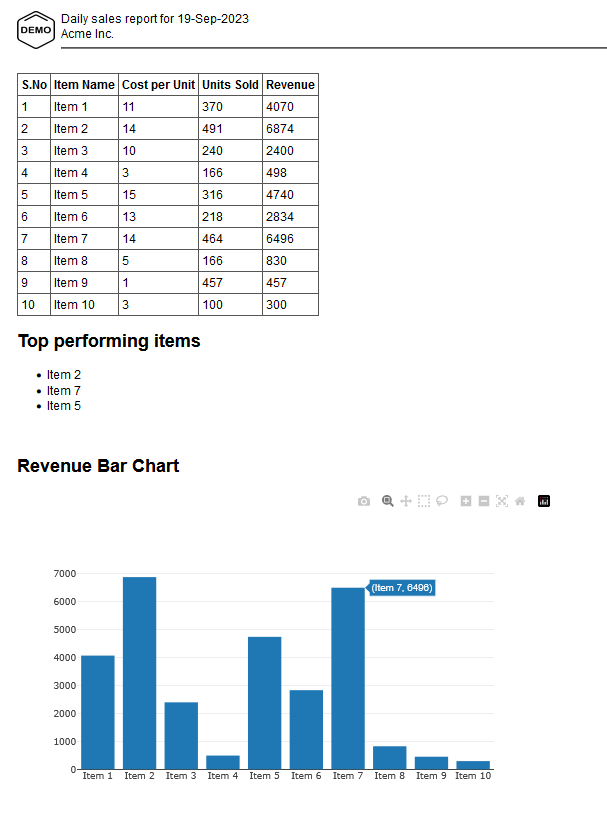 DEMO
Daily sales report for 19-Sep-2023
Acme Inc.
S.No Item Name Cost per Unit Units Sold Revenue
1 Item 1 11 370 4070
2 Item 2 14 491 6874
3 Item 3 10 240 2400
4 Item 4 3 166 498
5 Item 5 15 316 4740
6 Item 6 13 218 2834
7 Item 7 14 464 6496
8 Item 8 5 166 830
9 Item 9 1 457 457
10 Item 10 3 100 300
Top performing items
Item 2
Item 7
Item 5
Revenue Bar Chart
7000
(Item 7, 6496)
6000
5000
4000
3000
2000
1000
0
Item 1 Item 2 Item 3 Item 4 Item 5 Item 6 Item 7 Item 8 Item 9 Item 10